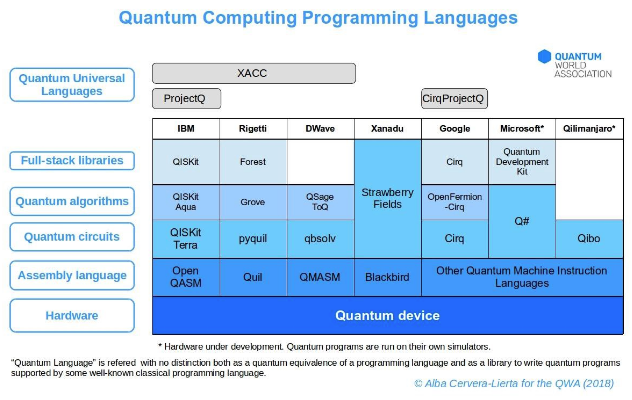 Quantum Computing Programming Languages
QUANTUM
WORLD
ASSOCIATION
Quantum Universal
Languages
XACC
ProjectQ
CirqProjectQ
IBM
Rigetti
DWave
Xanadu
Google
Microsoft*
Qilimanjaro*
Full-stack libraries
QISKit
Forest
Cirq
Quantum
Development
Kit
Quantum algorithms
QISKit
Aqua
Grove
QSage
ToQ
Strawberry
Fields
OpenFermion
-Cirq
Q#
Quantum circuits
QISKit
Terra
pyquil
qbsolv
Cirq
Qibo
Assembly language
Open
QASM
Quil
QMASM
Blackbird
Other Quantum Machine Instruction
Languages
Hardware
Quantum device
* Hardware under development. Quantum programs are run on their own simulators.
“Quantum Language” is refered with no distinction both as a quantum equivalence of a programming language and as a library to write quantum programs
supported by some well-known classical programming language.
© Alba Cervera-Lierta for the QWA (2018)